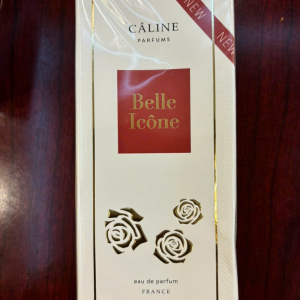 NEW
NEW
CÂLINE
PARFUMS
Belle
Icône
eau de parfum
FRANCE